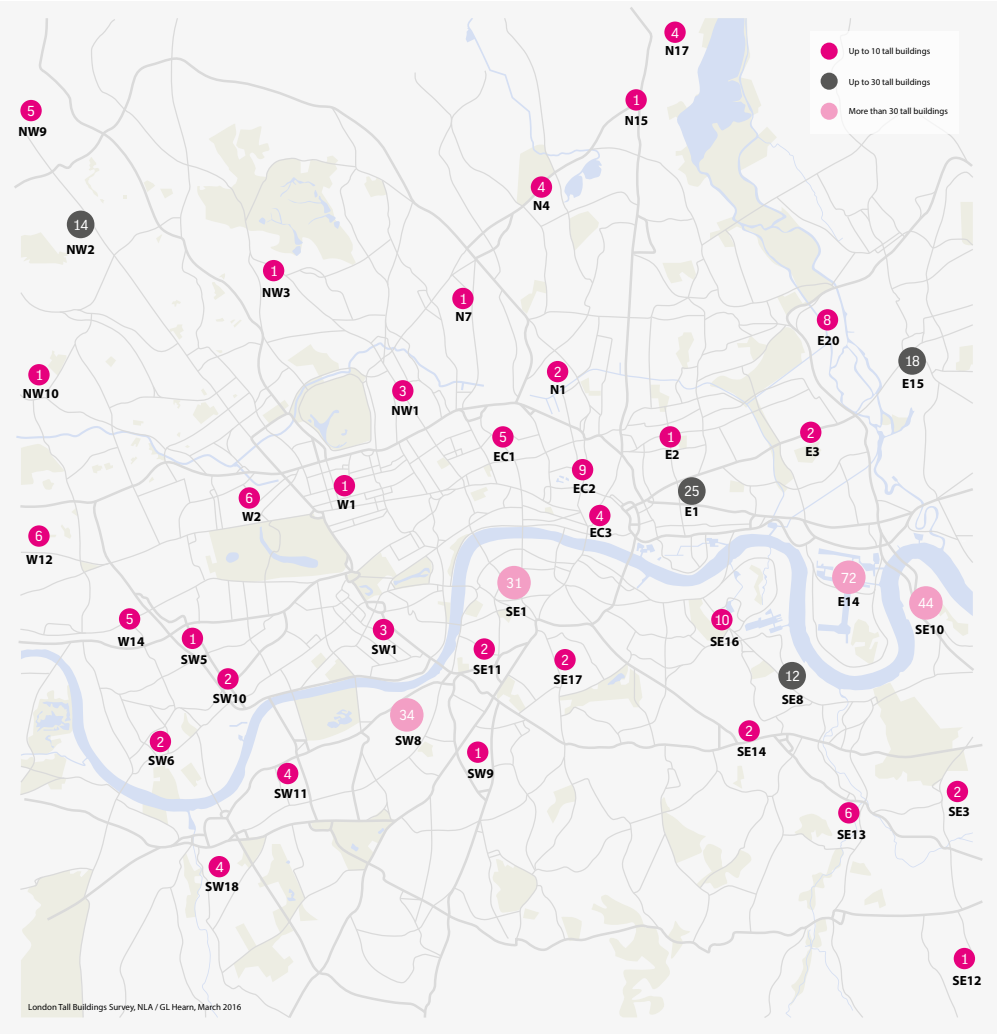 4
N17
Up to 10 tall buildings
Up to 30 tall buildings
More than 30 tall buildings
5
NW9
1
N15
4
N4
14
NW2
1
NW3
1
N7
8
E20
18
E15
1
NW10
3
NW1
2
N1
5
EC1
1
E2
2
E3
9
EC2
25
E1
6
W2
1
W1
4
EC3
6
W12
31
SE1
72
E14
44
SE10
5
W14
1
SW5
3
SW1
2
SE11
2
SE17
10
SE16
2
SW10
12
SE8
34
SW8
2
SE14
2
SW6
1
SW9
4
SW11
2
SE3
6
SE13
4
SW18
1
SE12
London Tall Buildings Survey, NLA / GL Hearn, March 2016